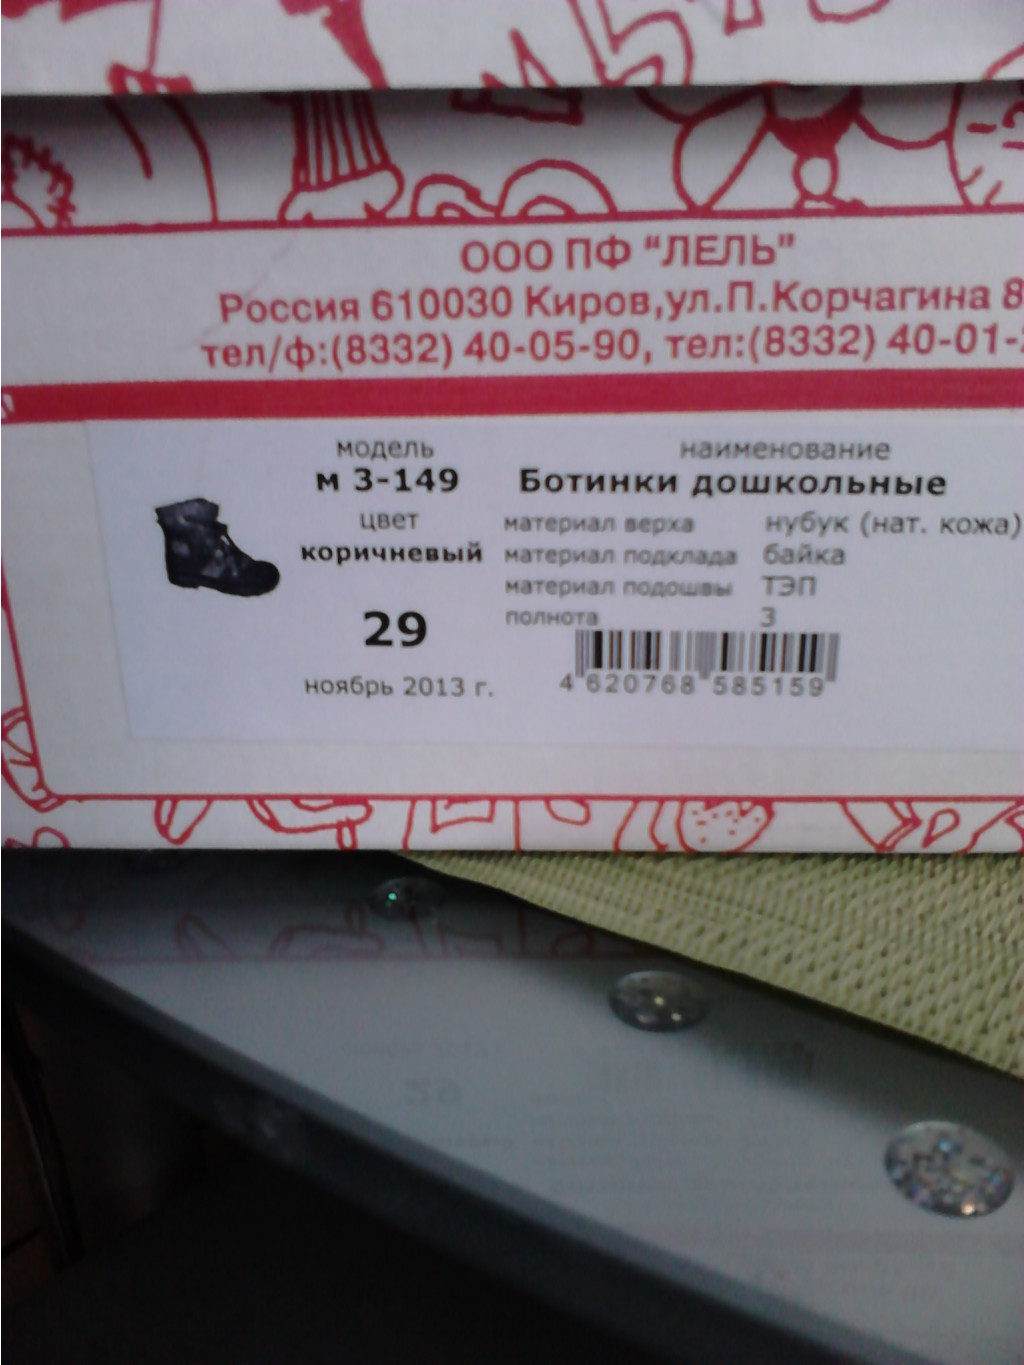 ООО ПФ "ЛЕЛЬ"
Россия 610030 Киров,ул.П.Корчагина 8
тел/ф:(8332) 40-05-90, тел:(8332) 40-01-
модель
м 3-149
цвет
коричневый
29
ноябрь 2013 г.
наименование
Ботинки дошкольные
материал верха нубук (нат. кожа)
материал подклада байка
материал подошвы ТЭП
полнота 3
4 620768 585159